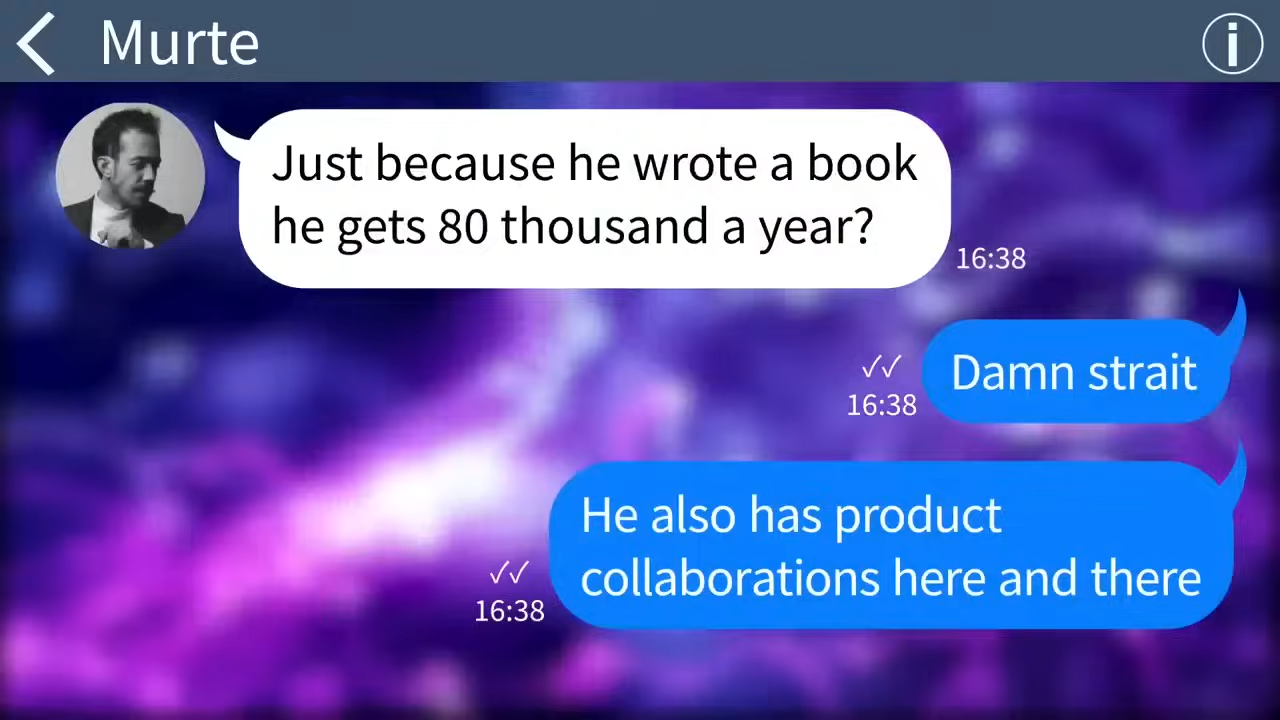 Murte
Just because he wrote a book
he gets 80 thousand a year?
16:38
Damn strait
16:38
He also has product
collaborations here and there
16:38